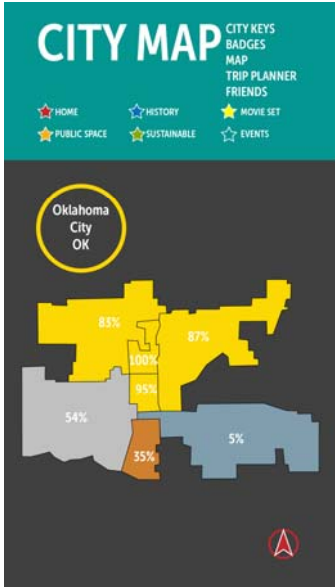 CITY MAP
CITY KEYS
BADGES
MAP
TRIP PLANNER
FRIENDS
HOME
HISTORY
MOVIE SET
PUBLIC SPACE
SUSTAINABLE
EVENTS
Oklahoma
City
OK
83%
87%
100%
95%
54%
35%
5%